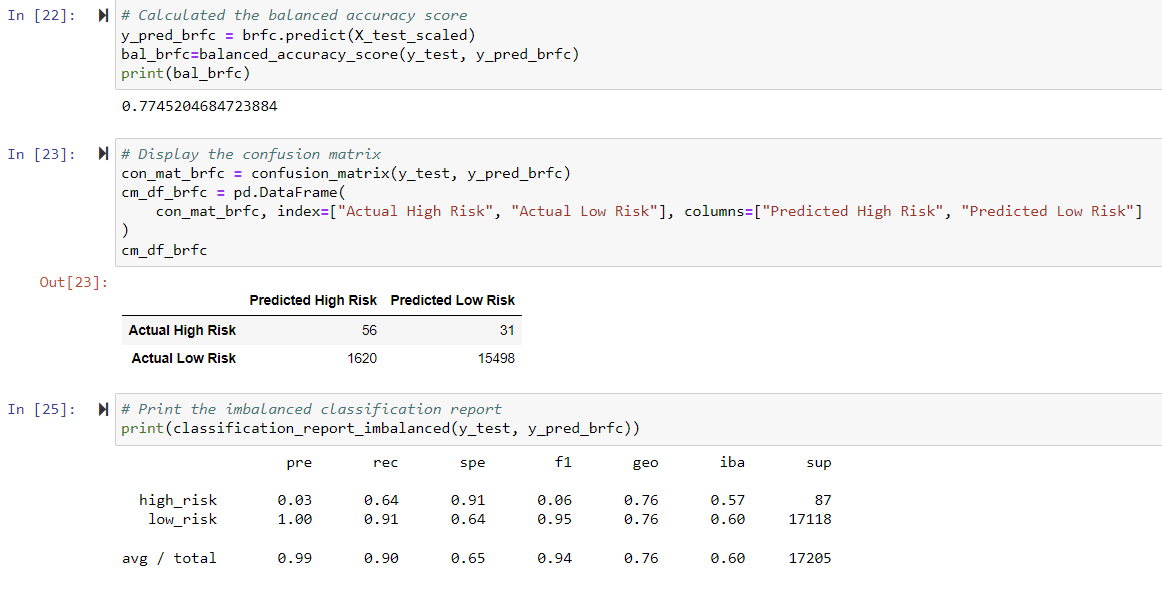 In [22]: # Calculated the balanced accuracy score
y_pred_brfc = brfc.predict(X_test_scaled)
bal_brfc=balanced_accuracy_score(y_test, y_pred_brfc)
print(bal_brfc)
0.7745204684723884
In [23]: # Display the confusion matrix
con_mat_brfc = confusion_matrix(y_test, y_pred_brfc)
cm_df_brfc = pd.DataFrame(
con_mat_brfc, index=["Actual High Risk", "Actual Low Risk"], columns=["Predicted High Risk", "Predicted Low Risk"]
)
cm_df_brfc
Out[23]:
Predicted High Risk Predicted Low Risk
Actual High Risk 56 31
Actual Low Risk 1620 15498
In [25]: # Print the imbalanced classification report
print(classification_report_imbalanced(y_test, y_pred_brfc))
pre rec spe f1 geo iba sup
high_risk 0.03 0.64 0.91 0.06 0.76 0.57 87
low_risk 1.00 0.91 0.64 0.95 0.76 0.60 17118
avg / total 0.99 0.90 0.65 0.94 0.76 0.60 17205